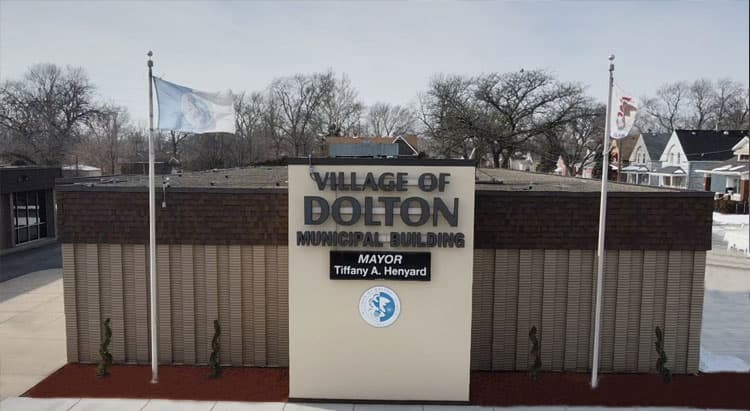 VILLAGE OF
DOLTON
MUNICIPAL BUILDING
MAYOR
Tiffany A. Henyard